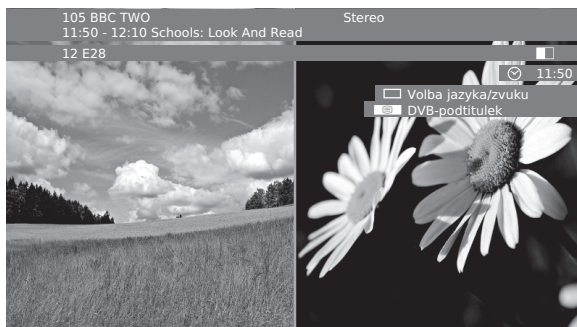 105 BBC TWO Stereo
11:50 - 12:10 Schools: Look And Read
12 E28
11:50
Volba jazyka/zvuku
DVB-podtitulek